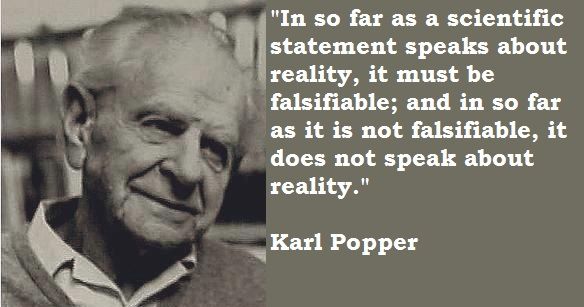 "In so far as a scientific
statement speaks about
reality, it must be
falsifiable; and in so far
as it is not falsifiable, it
does not speak about
reality."
Karl Popper